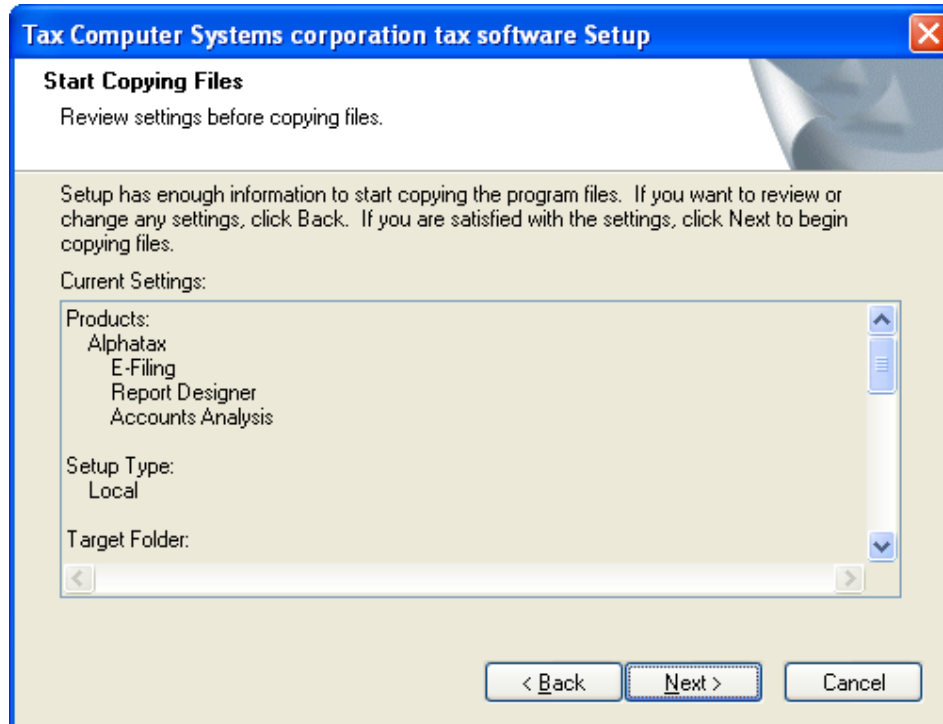 Tax Computer Systems corporation tax software Setup
Start Copying Files
Review settings before copying files.
Setup has enough information to start copying the program files. If you want to review or
change any settings, click Back. If you are satisfied with the settings, click Next to begin
copying files.
Current Settings:
Products:
Alphatax
E-Filing
Report Designer
Accounts Analysis
Setup Type:
Local
Target Folder:
< Back
Next >
Cancel